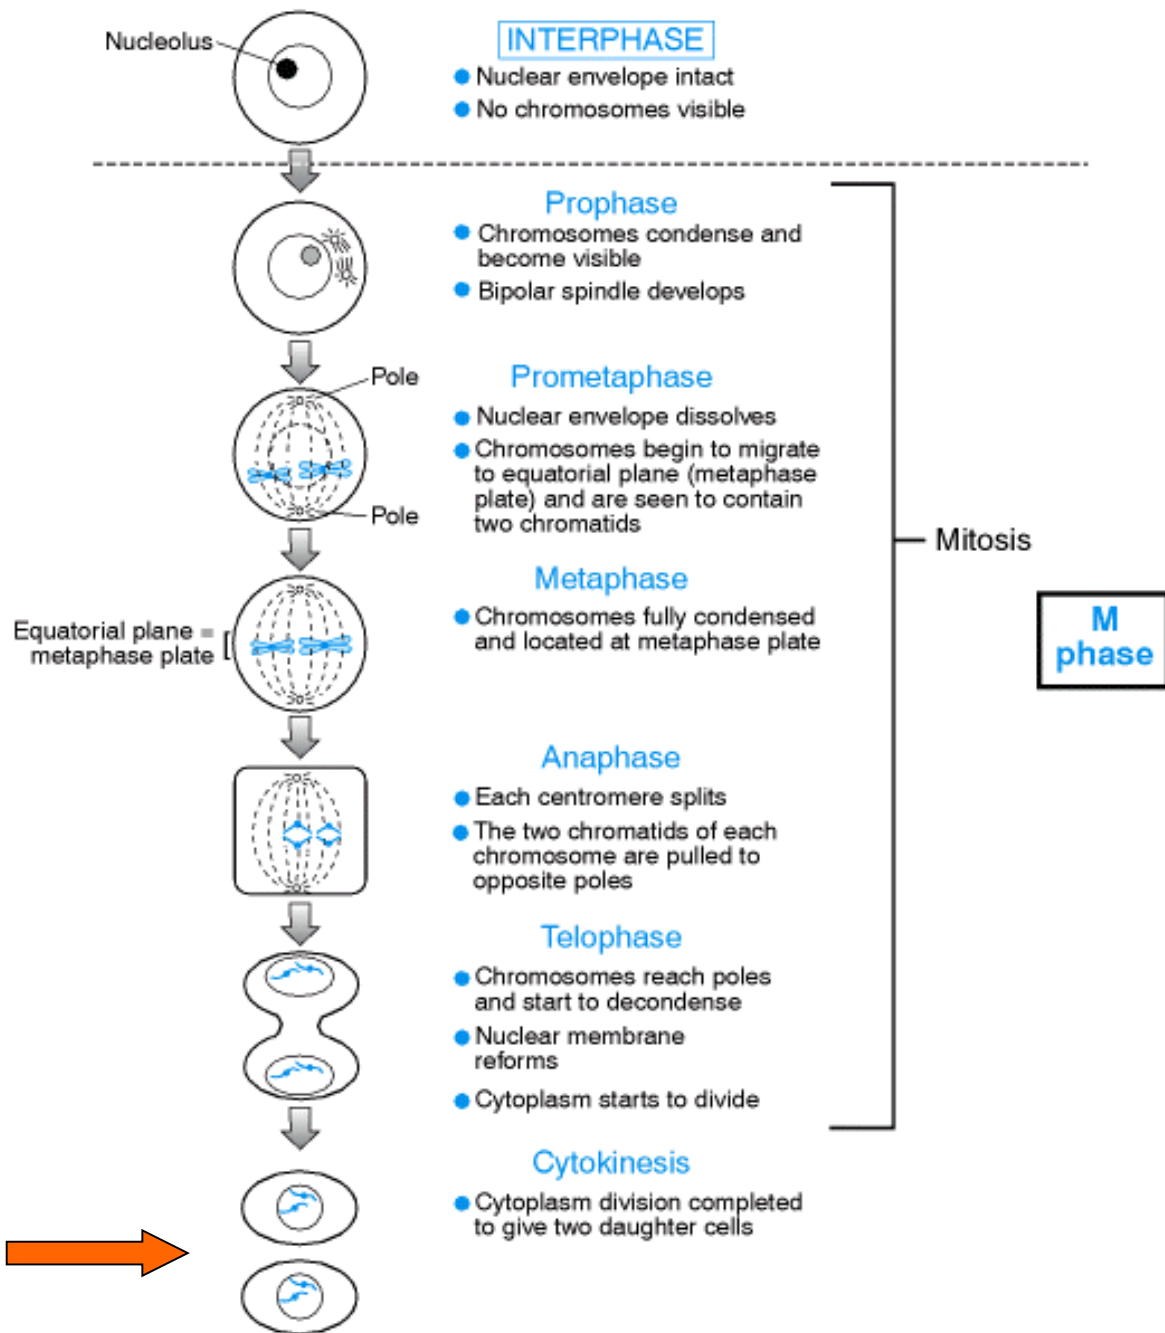 Nucleolus
INTERPHASE
Nuclear envelope intact
No chromosomes visible
Prophase
Chromosomes condense and
become visible
Bipolar spindle develops
Pole
Pole
Prometaphase
Nuclear envelope dissolves
Chromosomes begin to migrate
to equatorial plane (metaphase
plate) and are seen to contain
two chromatids
Mitosis
M
phase
Equatorial plane =
metaphase plate
Metaphase
Chromosomes fully condensed
and located at metaphase plate
Anaphase
Each centromere splits
The two chromatids of each
chromosome are pulled to
opposite poles
Telophase
Chromosomes reach poles
and start to decondense
Nuclear membrane
reforms
Cytoplasm starts to divide
Cytokinesis
Cytoplasm division completed
to give two daughter cells